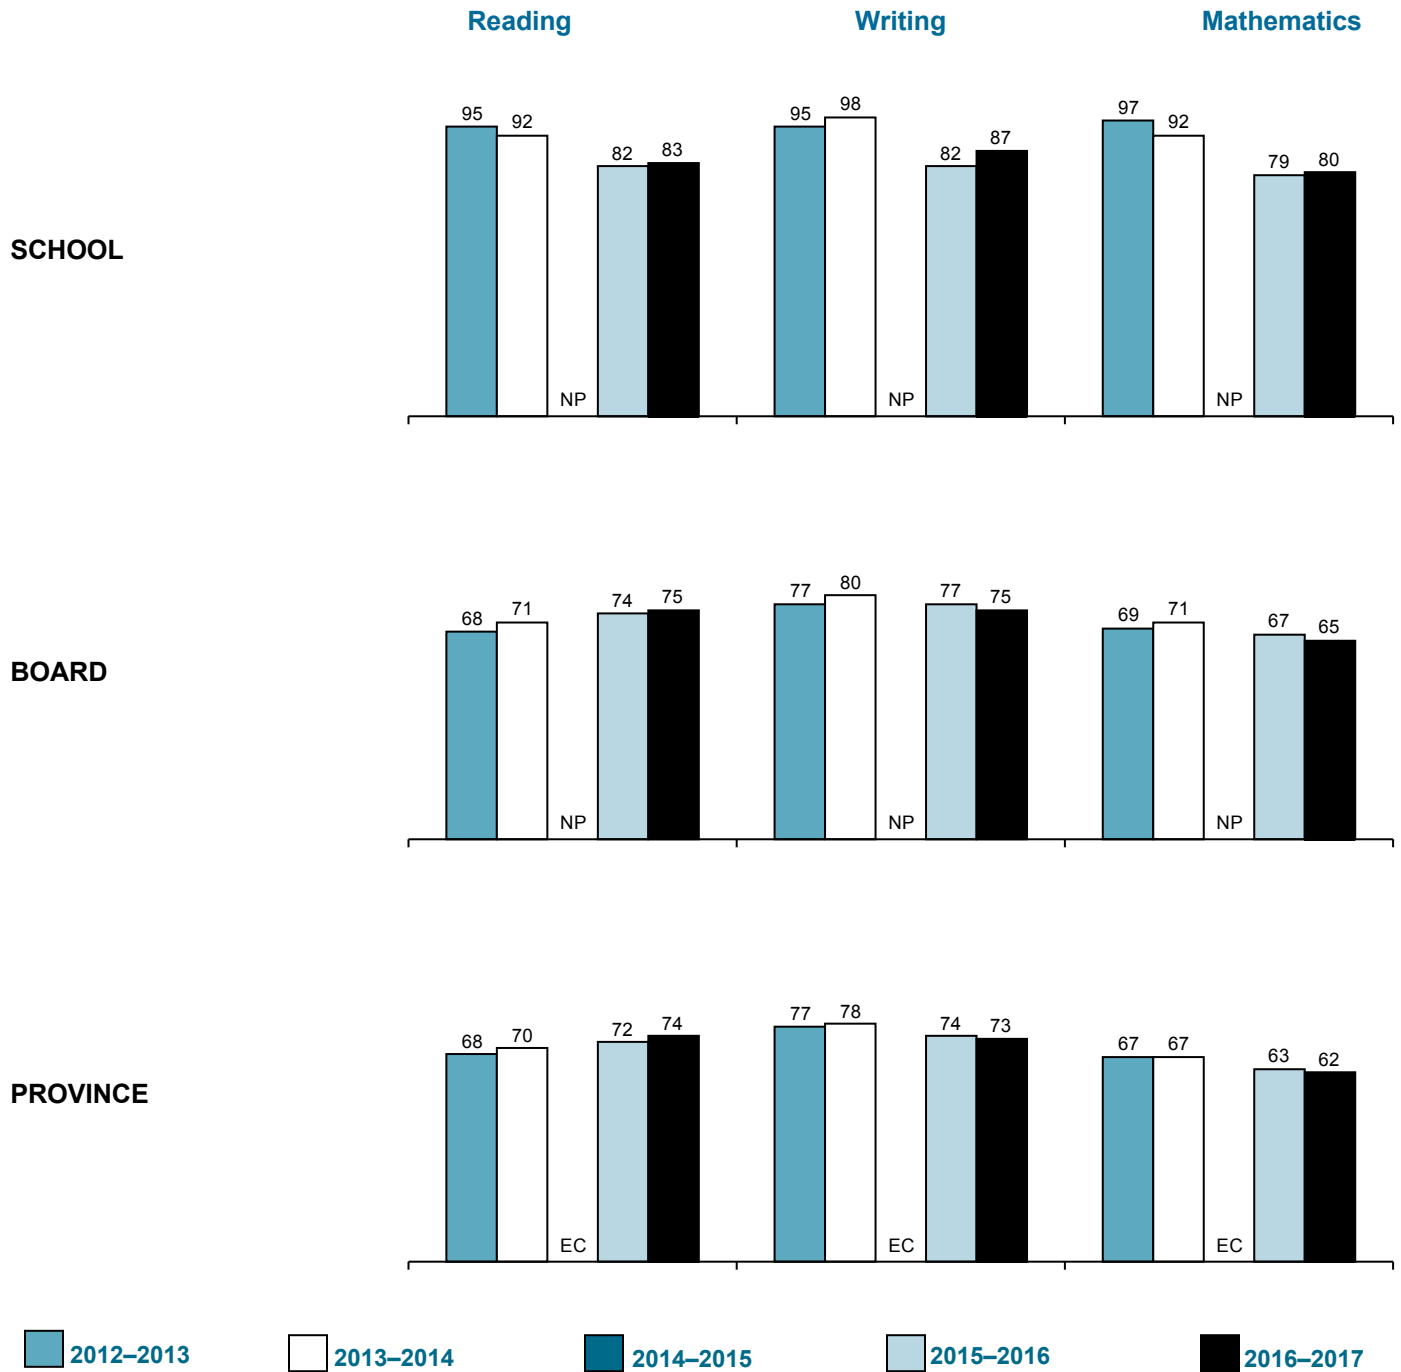 Reading Writing Mathematics
SCHOOL
95 92 NP 82 83 95 98 NP 82 87 97 92 NP 79 80
BOARD
68 71 NP 74 75 77 80 NP 77 75 69 71 NP 67 65
PROVINCE
68 70 EC 72 74 77 78 EC 74 73 67 67 EC 63 62
2012–2013 2013–2014 2014–2015 2015–2016 2016–2017